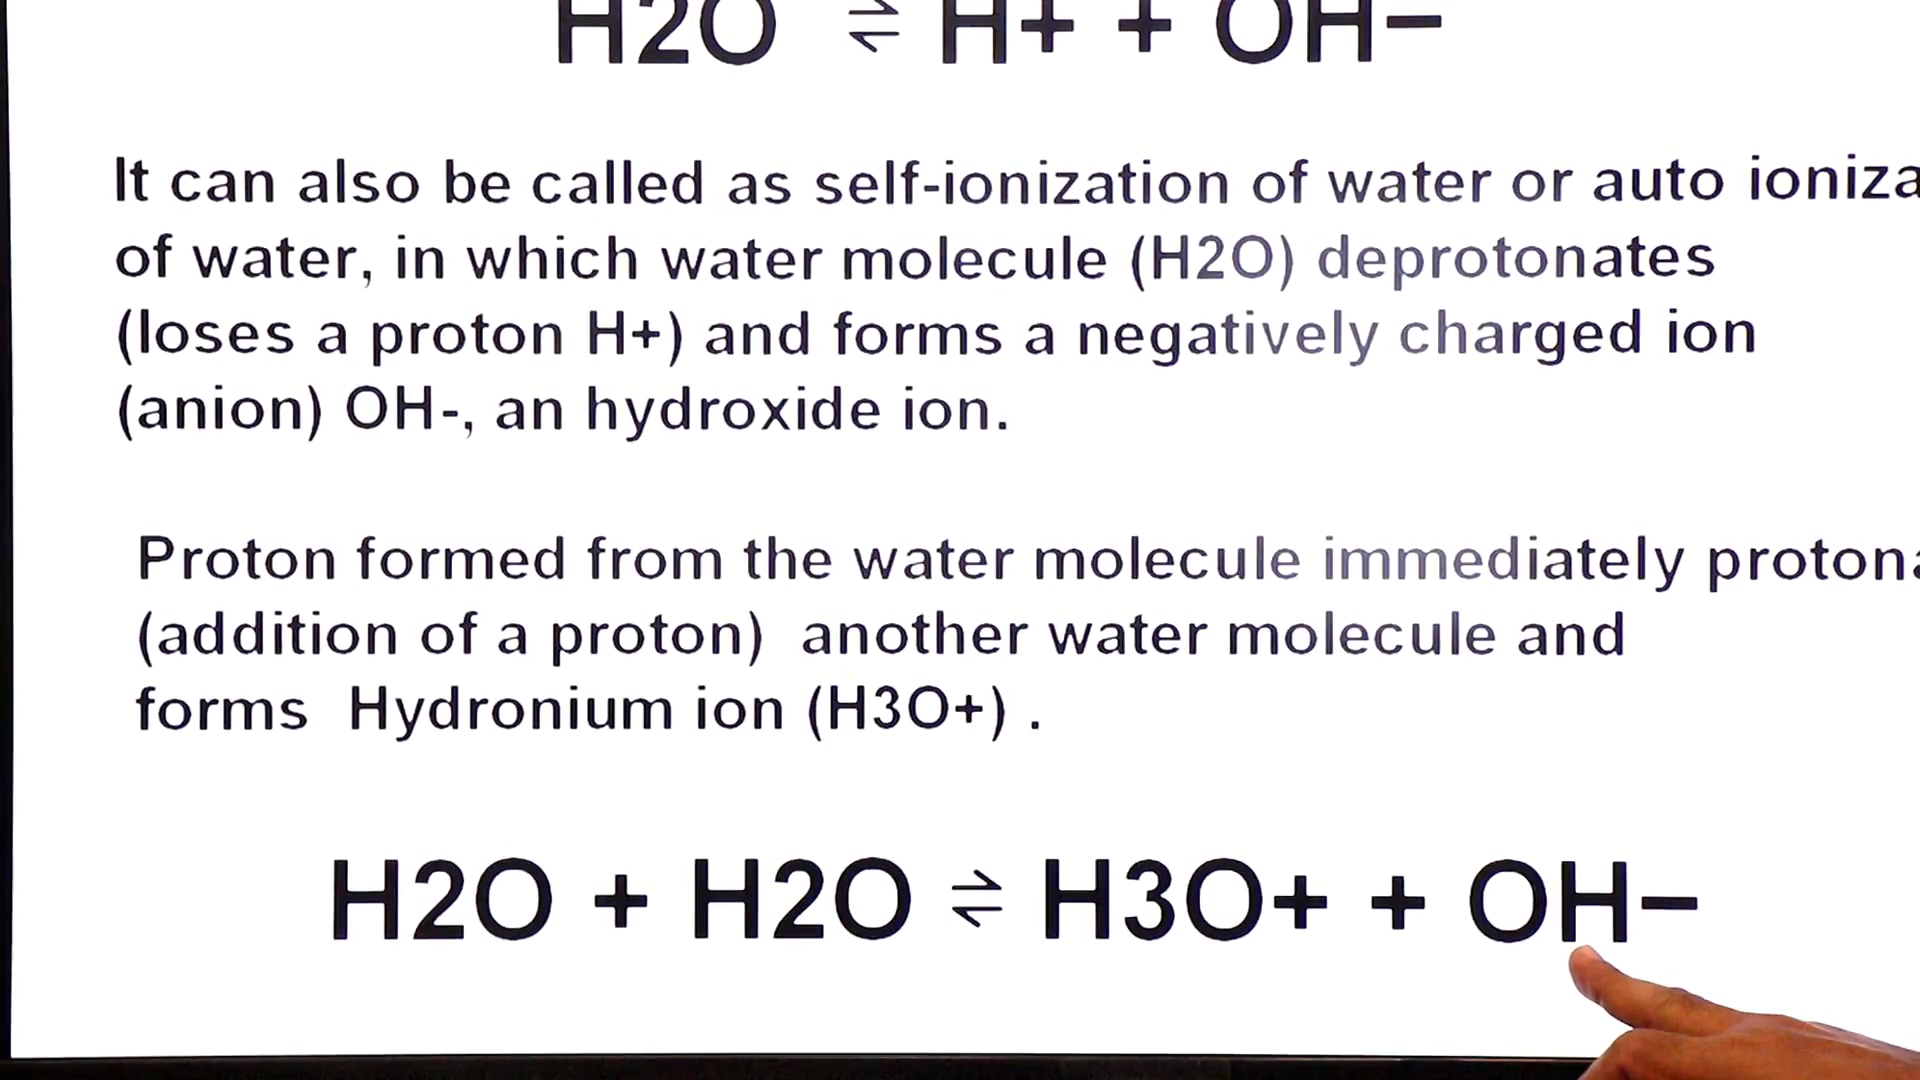 H2O ⇌ H+ + OH−
It can also be called as self-ionization of water or auto
of water, in which water molecule (H2O) deprotonates
(loses a proton H+) and forms a negatively charged ion
(anion) OH-, an hydroxide ion.
Proton formed from the water molecule immediately
(addition of a proton) another water molecule and
forms Hydronium ion (H3O+) .
H2O + H2O ⇌ H3O+ + OH−